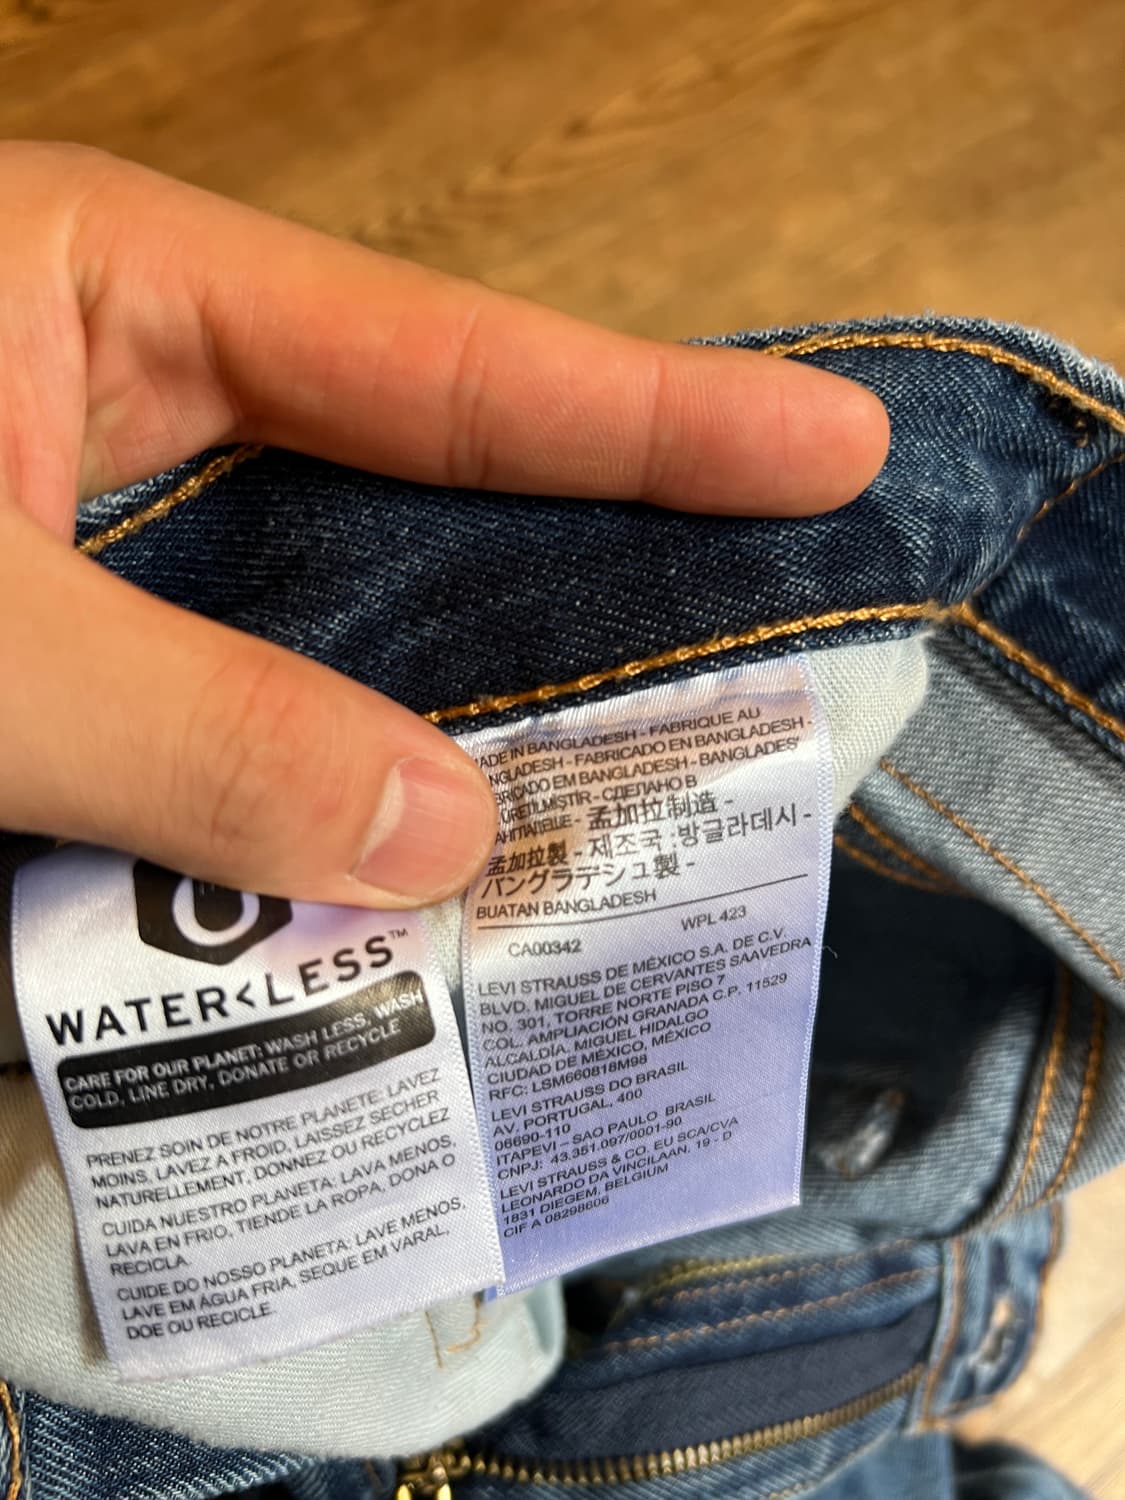 WATER<LESS™
CARE FOR OUR PLANET: WASH LESS, WASH
COLD, LINE DRY, DONATE OR RECYCLE
PRENEZ SOIN DE NOTRE PLANETE: LAVEZ
MOINS, LAVEZ A FROID, LAISSEZ SECHER
NATURELLEMENT, DONNEZ OU RECYCLEZ
CUIDA NUESTRO PLANETA: LAVA MENOS,
LAVA EN FRIO, TIENDE LA ROPA, DONA O
RECICLA.
CUIDE DO NOSSO PLANETA: LAVE MENOS,
LAVE EM ÁGUA FRIA, SEQUE EM VARAL,
DOE OU RECICLE.
ADE IN BANGLADESH - FABRIQUE AU
NGLADESH - FABRICADO EN BANGLADESH -
BRICADO EM BANGLADESH - BANGLADES'
ÜRETİLMİŞTİR - СДЕЛАНО В
- 孟加拉制造 -
孟加拉製 - 제조국 :방글라데시 -
バングラデシュ製 -
BUATAN BANGLADESH
CA00342 WPL 423
LEVI STRAUSS DE MÉXICO S.A. DE C.V.
BLVD. MIGUEL DE CERVANTES SAAVEDRA
NO. 301, TORRE NORTE PISO 7
COL. AMPLIACIÓN GRANADA C.P. 11529
ALCALDÍA, MIGUEL HIDALGO
CIUDAD DE MÉXICO, MÉXICO
RFC: LSM660818M98
LEVI STRAUSS DO BRASIL
AV. PORTUGAL, 400
06690-110
ITAPEVI – SAO PAULO BRASIL
CNPJ: 43.351.097/0001-90
LEVI STRAUSS & CO. EU SCA/CVA
LEONARDO DA VINCILAAN, 19 - D
1831 DIEGEM, BELGIUM
CIF A 08298606